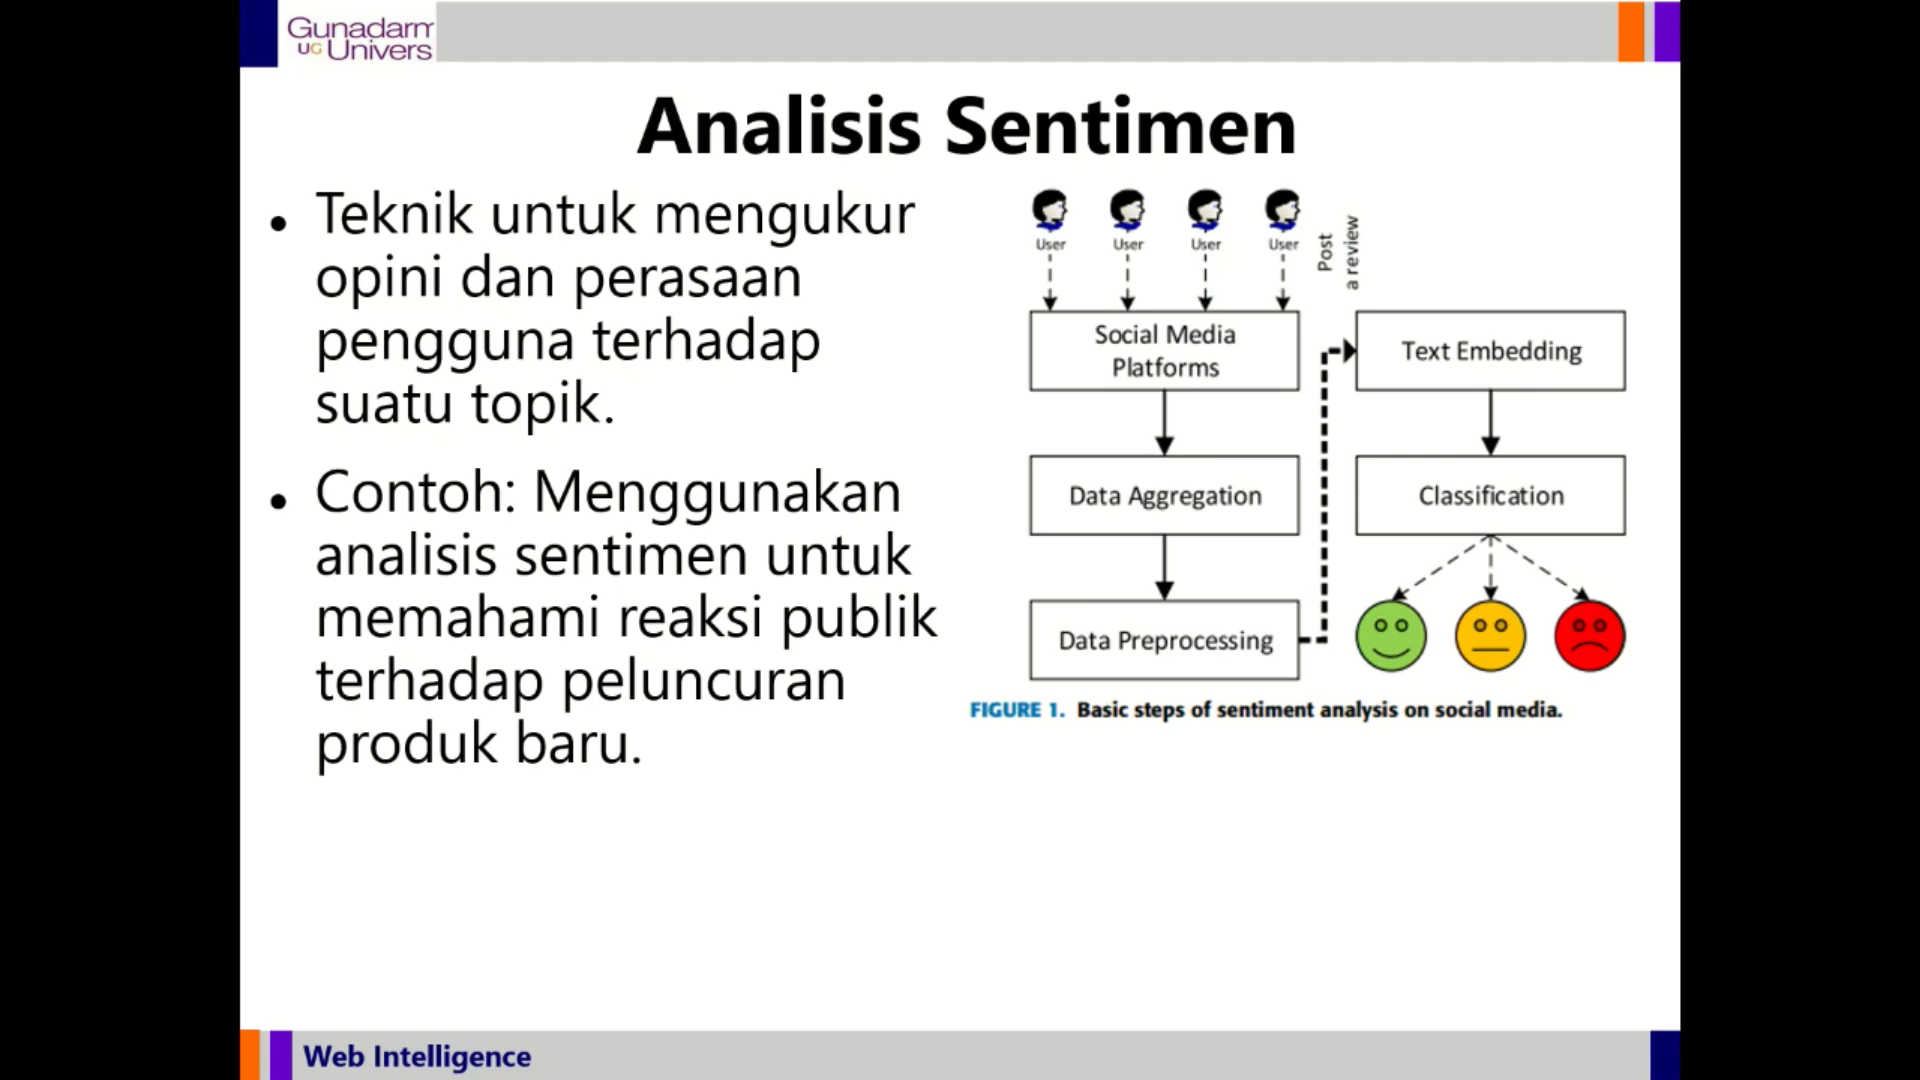 Gunadarm
UG Univers
Analisis Sentimen
• Teknik untuk mengukur
opini dan perasaan
pengguna terhadap
suatu topik.
• Contoh: Menggunakan
analisis sentimen untuk
memahami reaksi publik
terhadap peluncuran
produk baru.
User User User User
Post
a review
Social Media
Platforms
Data Aggregation
Data Preprocessing
Text Embedding
Classification
FIGURE 1. Basic steps of sentiment analysis on social media.
Web Intelligence